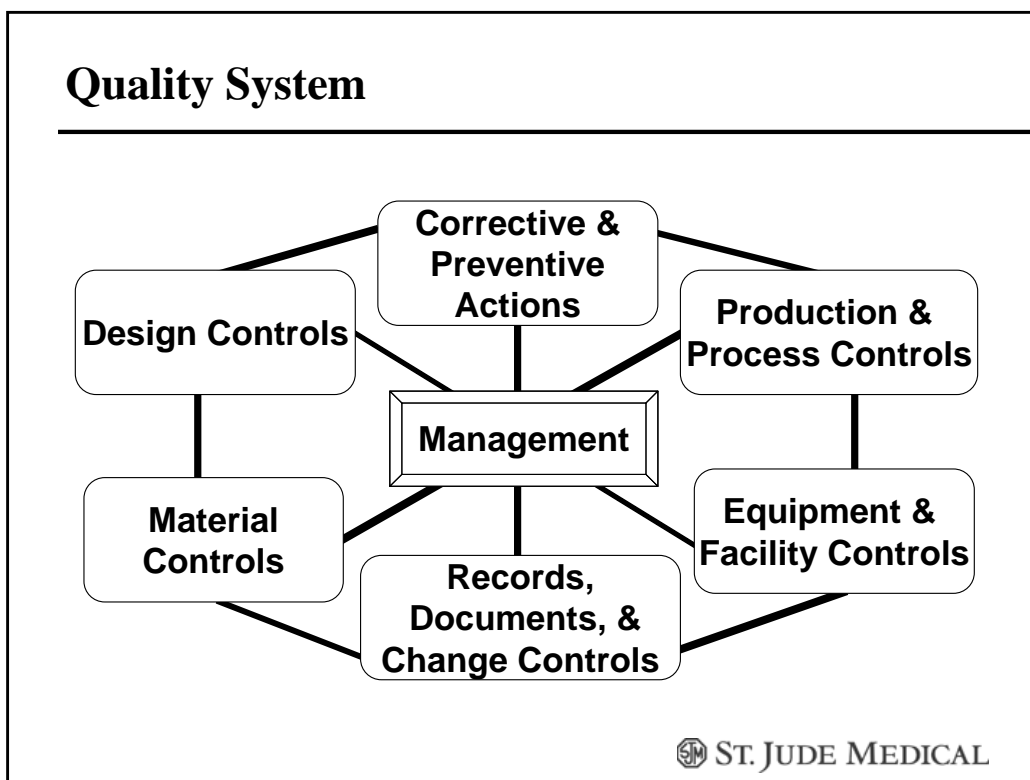 Quality System
Corrective &
Preventive
Actions
Design Controls
Production &
Process Controls
Management
Material
Controls
Equipment &
Facility Controls
Records,
Documents, &
Change Controls
SJM ST. JUDE MEDICAL